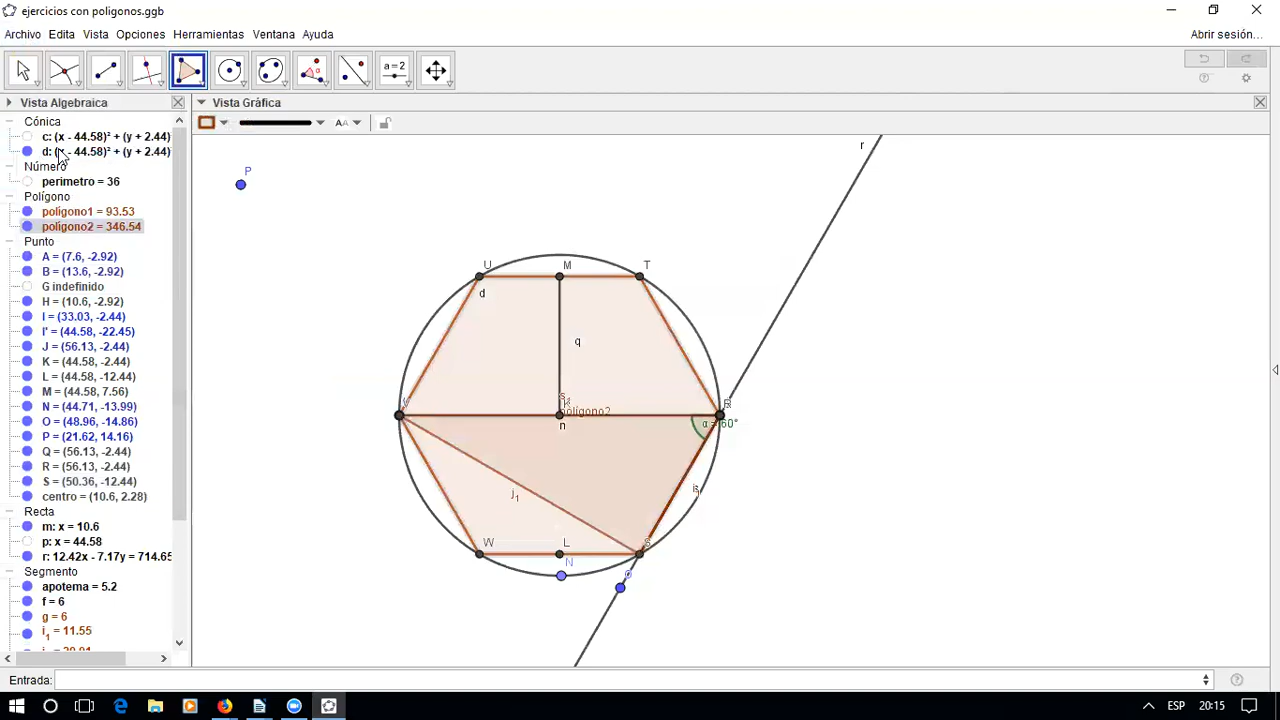 ejercicios con poligonos.ggb
Archivo Edita Vista Opciones Herramientas Ventana Ayuda Abrir sesión...
a = 2
Vista Algebraica
Vista Gráfica
AA
Cónica
c: (x - 44.58)² + (y + 2.44)
d: (x - 44.58)² + (y + 2.44)
Número
perimetro = 36
Polígono
polígono1 = 93.53
polígono2 = 346.54
Punto
A = (7.6, -2.92)
B = (13.6, -2.92)
G indefinido
H = (10.6, -2.92)
I = (33.03, -2.44)
I' = (44.58, -22.45)
J = (56.13, -2.44)
K = (44.58, -2.44)
L = (44.58, -12.44)
M = (44.58, 7.56)
N = (44.71, -13.99)
O = (48.96, -14.86)
P = (21.62, 14.16)
Q = (56.13, -2.44)
R = (56.13, -2.44)
S = (50.36, -12.44)
centro = (10.6, 2.28)
Recta
m: x = 10.6
p: x = 44.58
r: 12.42x - 7.17y = 714.65
Segmento
apotema = 5.2
f = 6
g = 6
i₁ = 11.55
P
r
U
M
T
d
q
polígono2
n
α = 60°
j₁
W
L
S
N
Entrada:
ESP 20:15